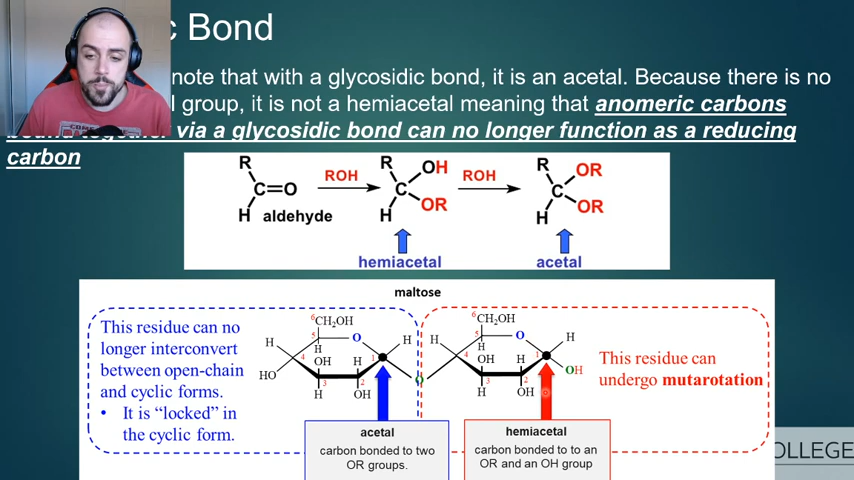 c Bond
note that with a glycosidic bond, it is an acetal. Because there is no
group, it is not a hemiacetal meaning that anomeric carbons
via a glycosidic bond can no longer function as a reducing
carbon
R
C=O
H aldehyde
ROH
R
OH
C
OR
H
hemiacetal
ROH
R
OR
C
OR
H
acetal
maltose
This residue can no
longer interconvert
between open-chain
and cyclic forms.
• It is “locked” in
the cyclic form.
6CH2OH
5
O
H
H
H
4
1
OH
H
HO
3
2
H
OH
O
6CH2OH
5
O
H
H
H
4
1
OH
H
OH
3
2
H
OH
This residue can
undergo mutarotation
acetal
carbon bonded to two
OR groups.
hemiacetal
carbon bonded to to an
OR and an OH group
OLLEGE